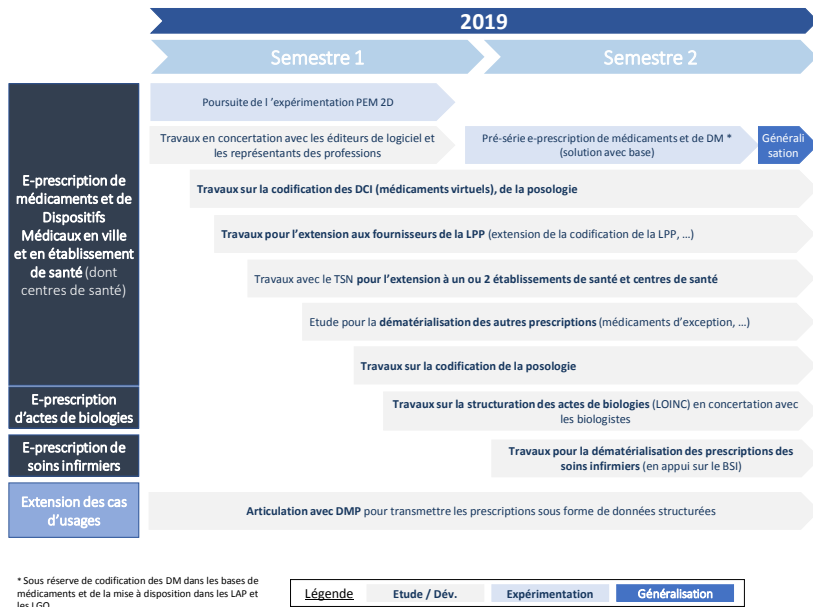 2019
Semestre 1
Semestre 2
E-prescription de
médicaments et de
Dispositifs
Médicaux en ville
et en établissement
de santé (dont
centres de santé)
Poursuite de l 'expérimentation PEM 2D
Travaux en concertation avec les éditeurs de logiciel et
les représentants des professions
Pré-série e-prescription de médicaments et de DM *
(solution avec base)
Générali
sation
Travaux sur la codification des DCI (médicaments virtuels), de la posologie
Travaux pour l'extension aux fournisseurs de la LPP (extension de la codification de la LPP, ...)
Travaux avec le TSN pour l'extension à un ou 2 établissements de santé et centres de santé
Etude pour la dématérialisation des autres prescriptions (médicaments d'exception, ...)
Travaux sur la codification de la posologie
E-prescription
d'actes de biologies
Travaux sur la structuration des actes de biologies (LOINC) en concertation avec
les biologistes
E-prescription de
soins infirmiers
Travaux pour la dématérialisation des prescriptions des
soins infirmiers (en appui sur le BSI)
Extension des cas
d'usages
Articulation avec DMP pour transmettre les prescriptions sous forme de données structurées
* Sous réserve de codification des DM dans les bases de
médicaments et de la mise à disposition dans les LAP et
les LGO
Légende
Etude / Dév.
Expérimentation
Généralisation